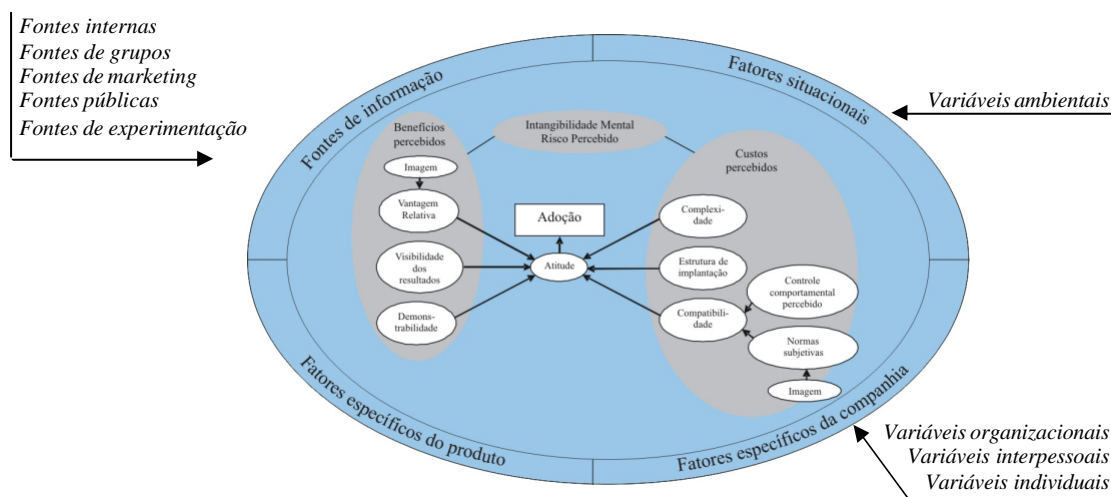 Fontes internas
Fontes de grupos
Fontes de marketing
Fontes públicas
Fontes de experimentação
Fontes de informação
Fatores situacionais
Variáveis ambientais
Benefícios
percebidos
Intangibilidade Mental
Risco Percebido
Custos
percebidos
Imagem
Vantagem
Relativa
Visibilidade
dos
resultados
Demons-
trabilidade
Adoção
Atitude
Complexi-
dade
Estrutura de
implantação
Compatibili-
dade
Controle
comportamental
percebido
Normas
subjetivas
Imagem
Fatores específicos do produto
Fatores específicos da companhia
Variáveis organizacionais
Variáveis interpessoais
Variáveis individuais